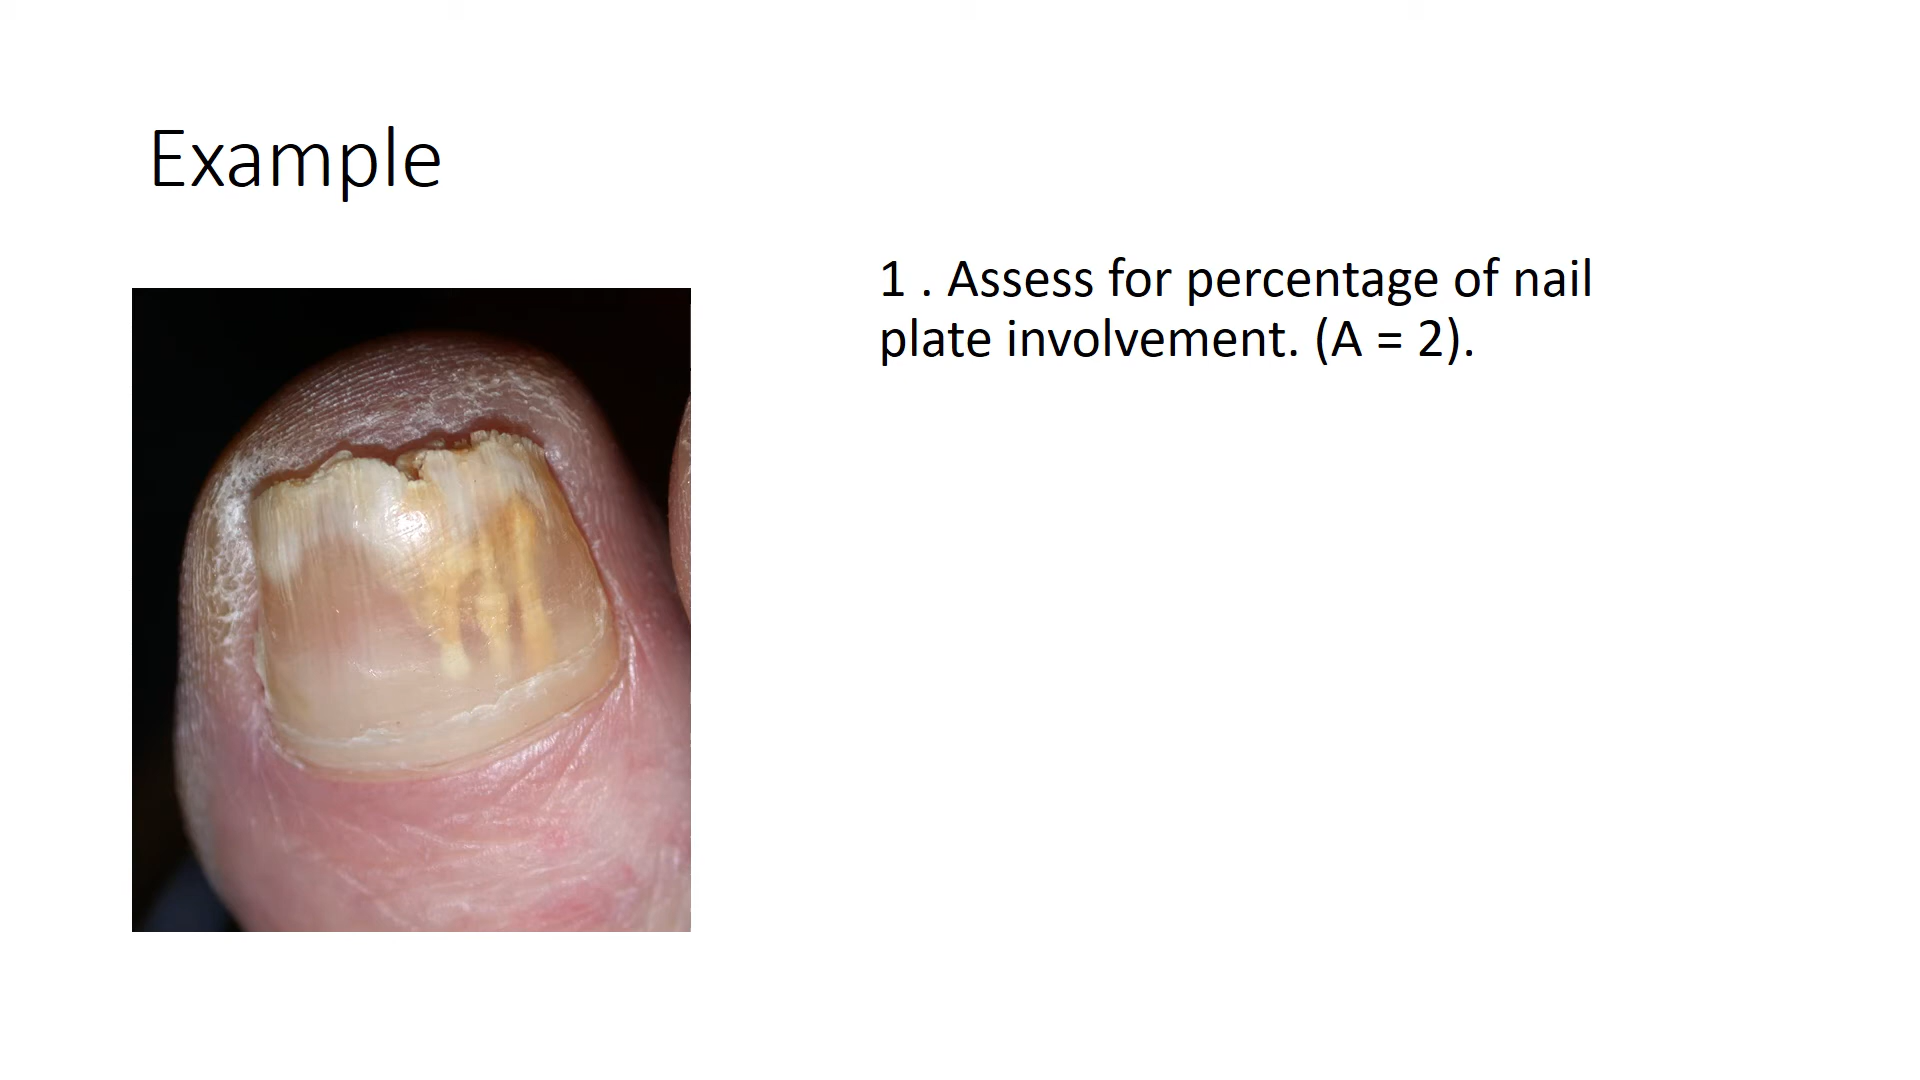 Example
1 . Assess for percentage of nail
plate involvement. (A = 2).